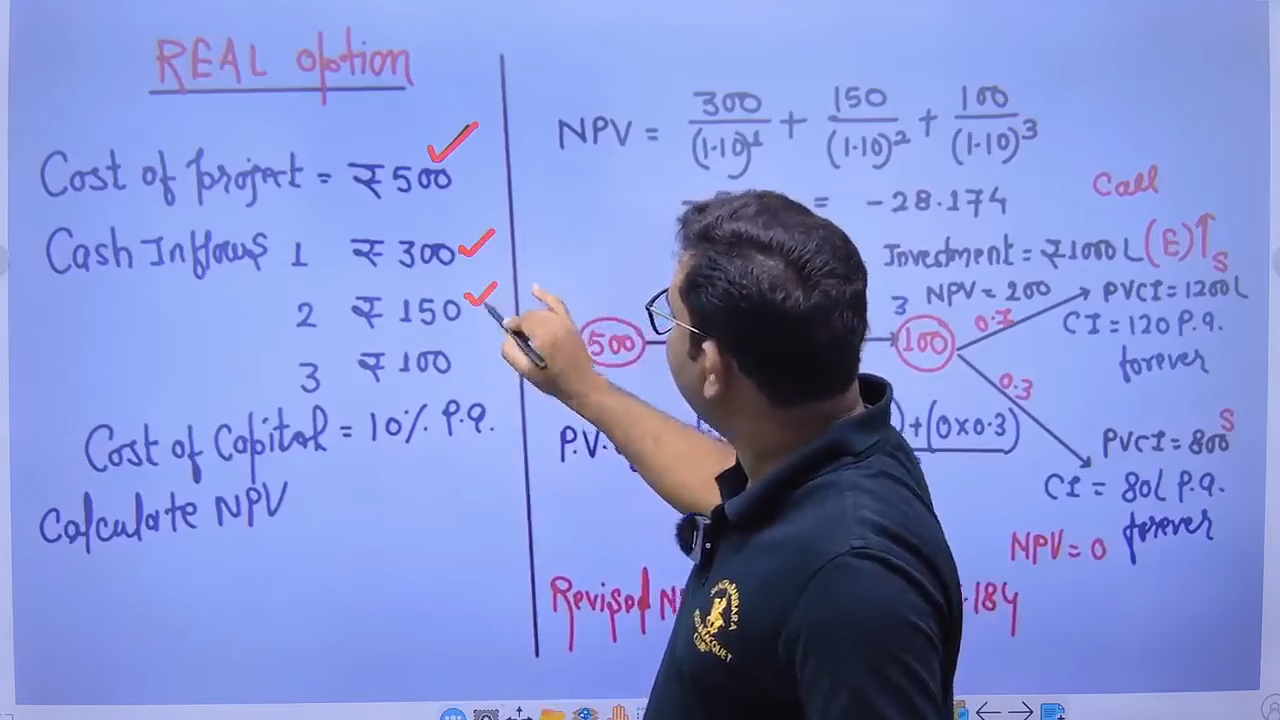 REAL option
Cost of project = ₹500
Cash Inflows 1 ₹300
2 ₹150
3 ₹100
Cost of Capital = 10% P.a.
Calculate NPV
NPV = 300/(1.10)^1 + 150/(1.10)^2 + 100/(1.10)^3
= -28.174
Call
Investment = ₹1000L (E)↑S
3 NPV = 200
PVCI = 1200L
0.7
CI = 120 P.a.
forever
500
100
0.3
P.V.
+(0×0.3)
PVCI = 800 S
CI = 80L P.a.
forever
NPV = 0
Revised
.184